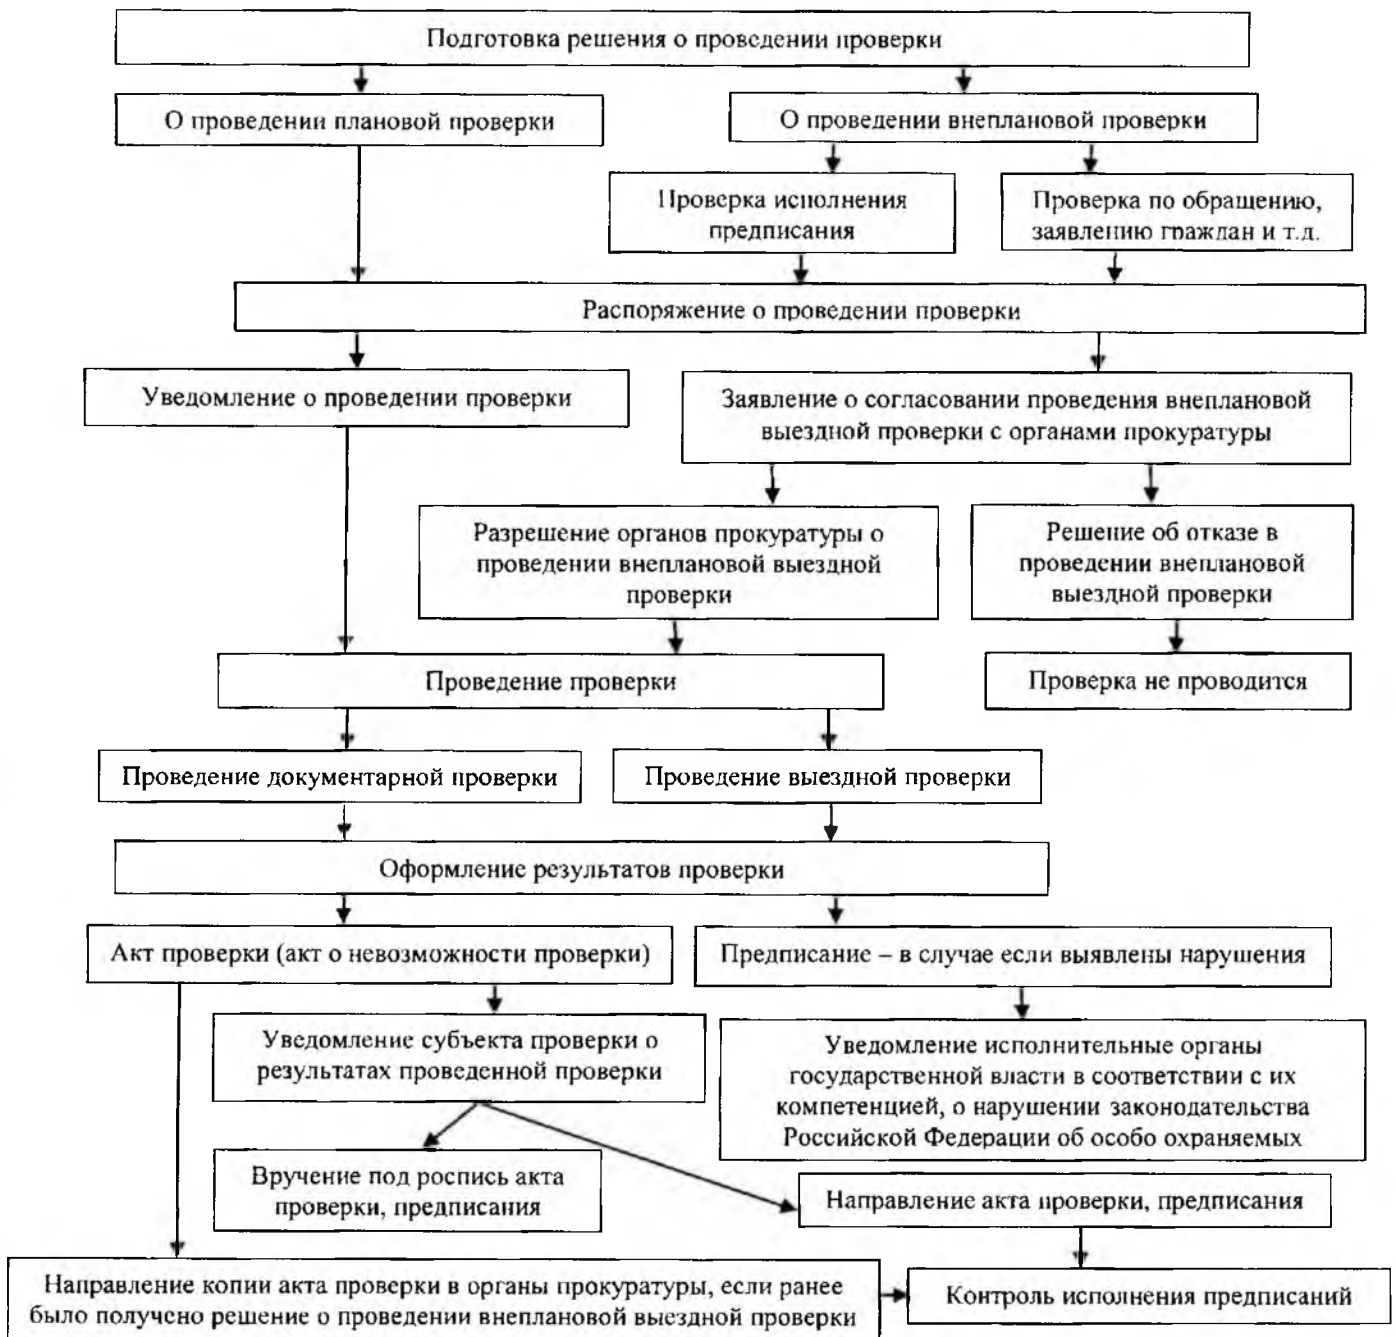 Подготовка решения о проведении проверки
О проведении плановой проверки
О проведении внеплановой проверки
Проверка исполнения
предписания
Проверка по обращению,
заявлению граждан и т.д.
Распоряжение о проведении проверки
Уведомление о проведении проверки
Заявление о согласовании проведения внеплановой
выездной проверки с органами прокуратуры
Разрешение органов прокуратуры о
проведении внеплановой выездной
проверки
Решение об отказе в
проведении внеплановой
выездной проверки
Проведение проверки
Проверка не проводится
Проведение документарной проверки
Проведение выездной проверки
Оформление результатов проверки
Акт проверки (акт о невозможности проверки)
Предписание – в случае если выявлены нарушения
Уведомление субъекта проверки о
результатах проведенной проверки
Уведомление исполнительные органы
государственной власти в соответствии с их
компетенцией, о нарушении законодательства
Российской Федерации об особо охраняемых
Вручение под роспись акта
проверки, предписания
Направление акта проверки, предписания
Направление копии акта проверки в органы прокуратуры, если ранее
было получено решение о проведении внеплановой выездной проверки
Контроль исполнения предписаний